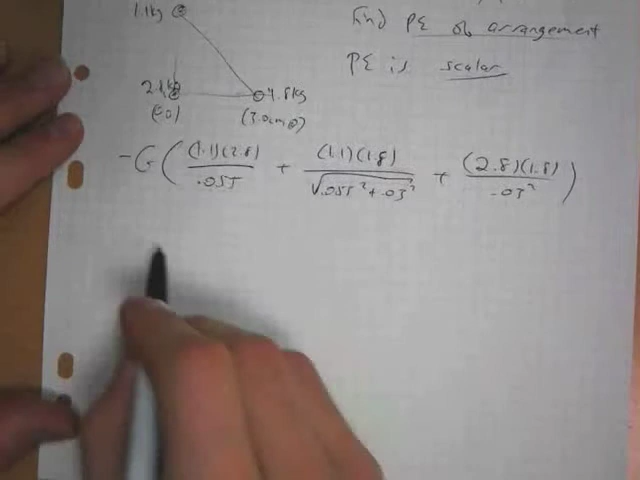 1.1kg
find PE of arrangement
PE is scalar
2.8kg
(0,0)
4.8kg
(3.0cm, 0)
-G( (1.1)(2.8) / .055 + (1.1)(1.8) / √.055² + .03² + (2.8)(1.8) / .03² )